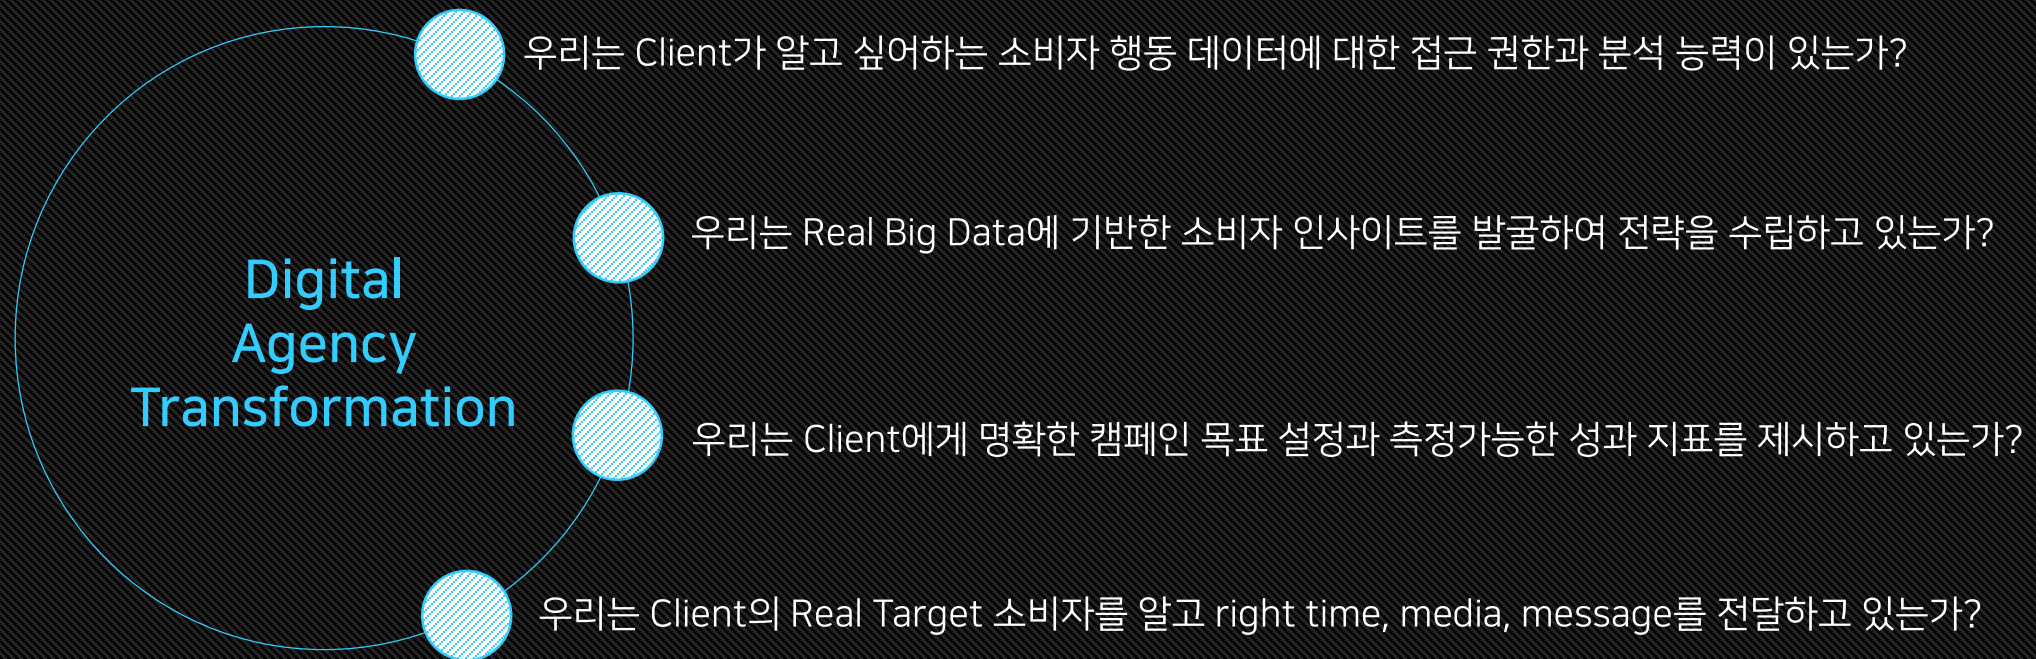 우리는 Client가 알고 싶어하는 소비자 행동 데이터에 대한 접근 권한과 분석 능력이 있는가?
우리는 Real Big Data에 기반한 소비자 인사이트를 발굴하여 전략을 수립하고 있는가?
Digital
Agency
Transformation
우리는 Client에게 명확한 캠페인 목표 설정과 측정가능한 성과 지표를 제시하고 있는가?
우리는 Client의 Real Target 소비자를 알고 right time, media, message를 전달하고 있는가?